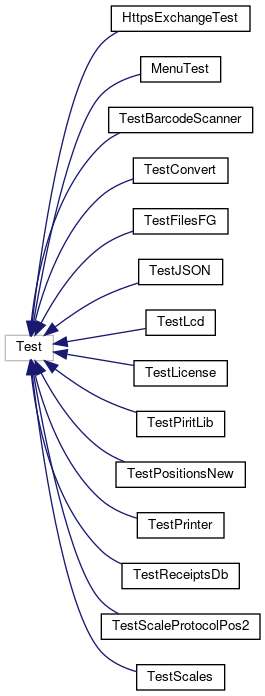 HttpsExchangeTest
MenuTest
TestBarcodeScanner
TestConvert
TestFilesFG
TestJSON
TestLcd
Test
TestLicense
TestPiritLib
TestPositionsNew
TestPrinter
TestReceiptsDb
TestScaleProtocolPos2
TestScales